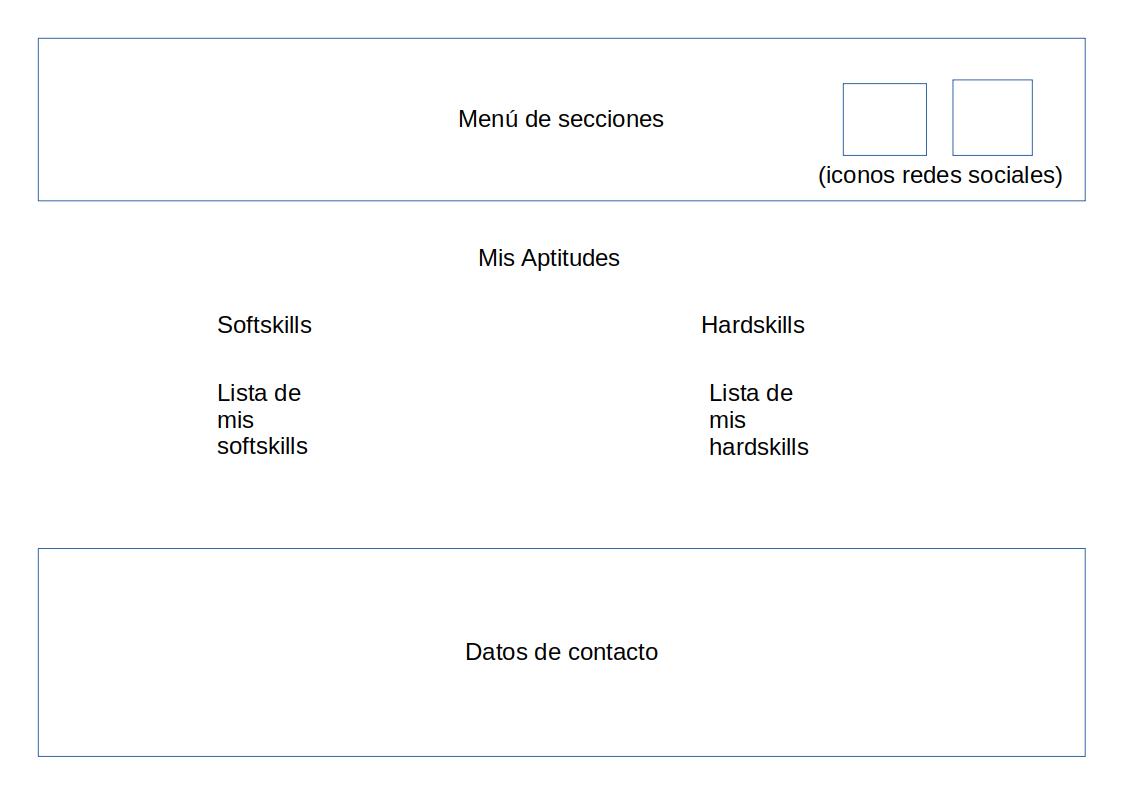 Menú de secciones
(iconos redes sociales)
Mis Aptitudes
Softskills
Hardskills
Lista de
mis
softskills
Lista de
mis
hardskills
Datos de contacto